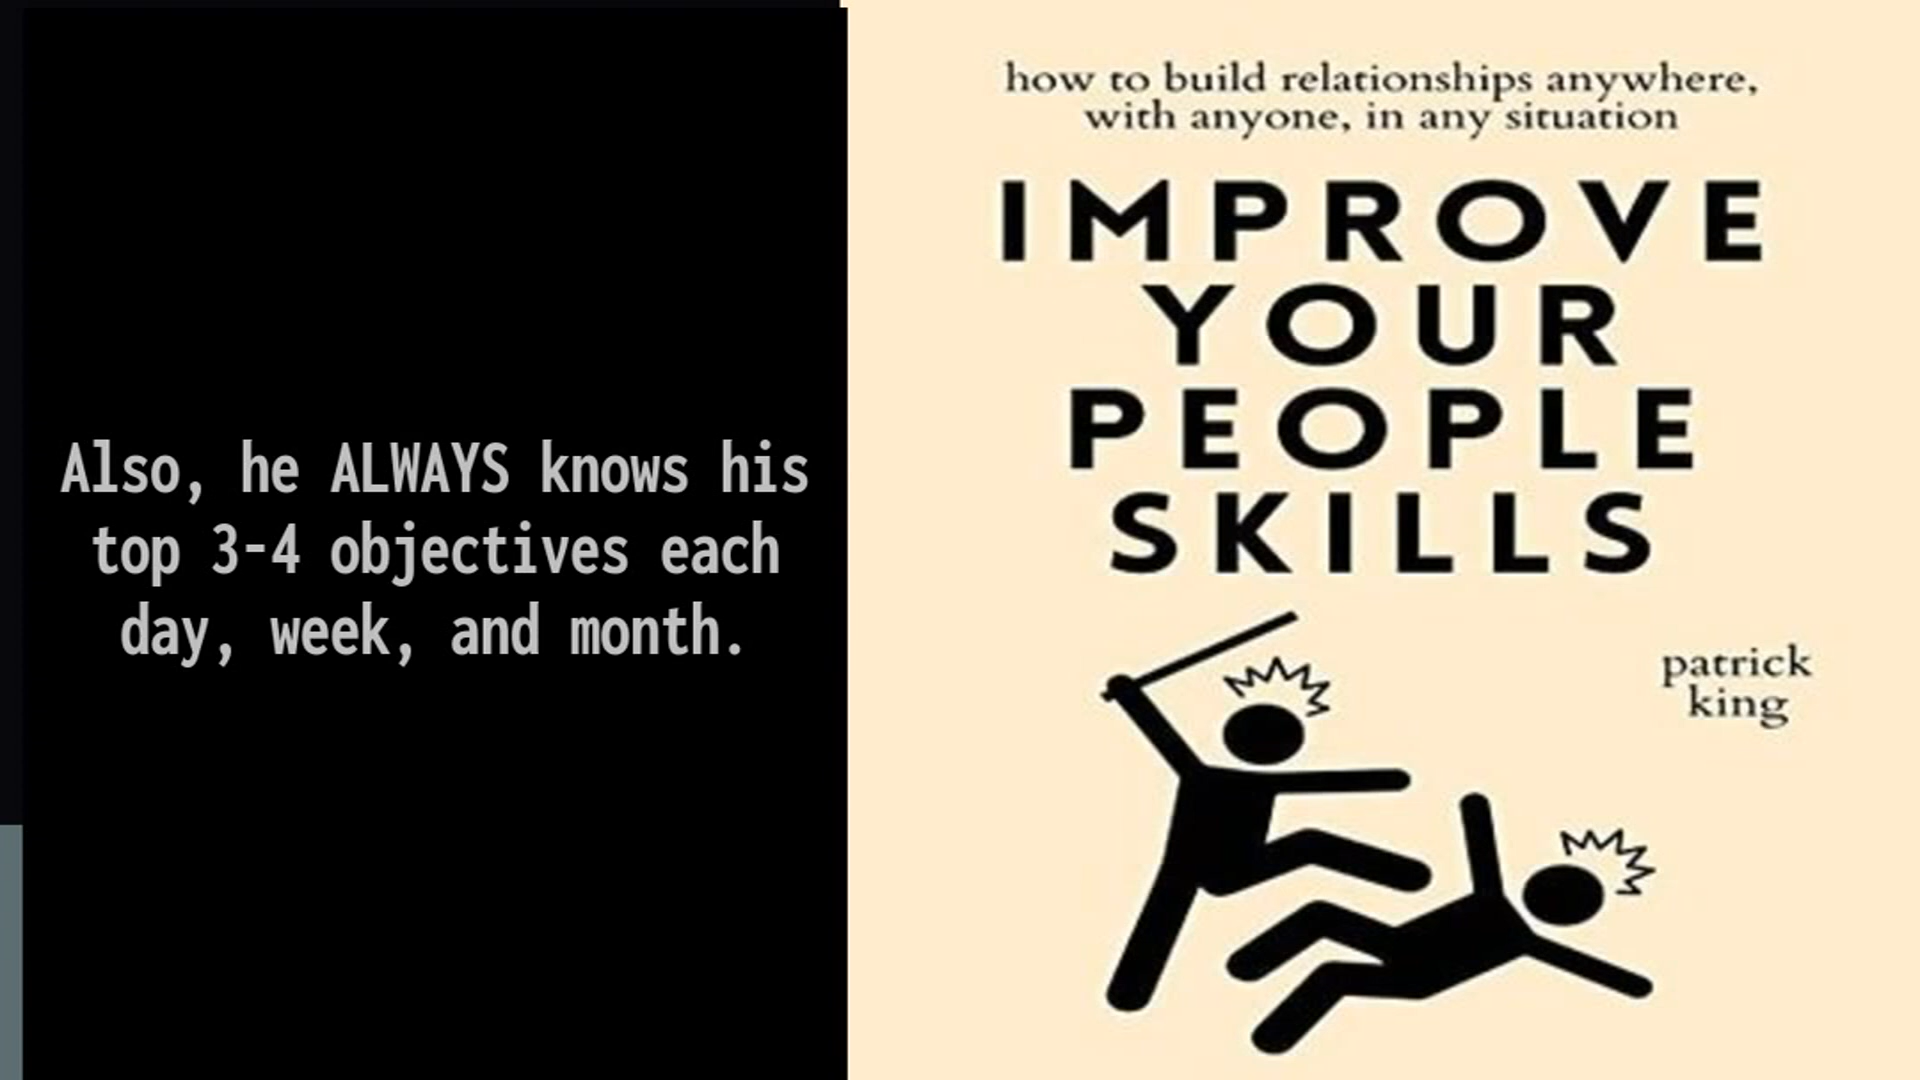 Also, he ALWAYS knows his
top 3-4 objectives each
day, week, and month.
how to build relationships anywhere,
with anyone, in any situation
IMPROVE
YOUR
PEOPLE
SKILLS
patrick
king